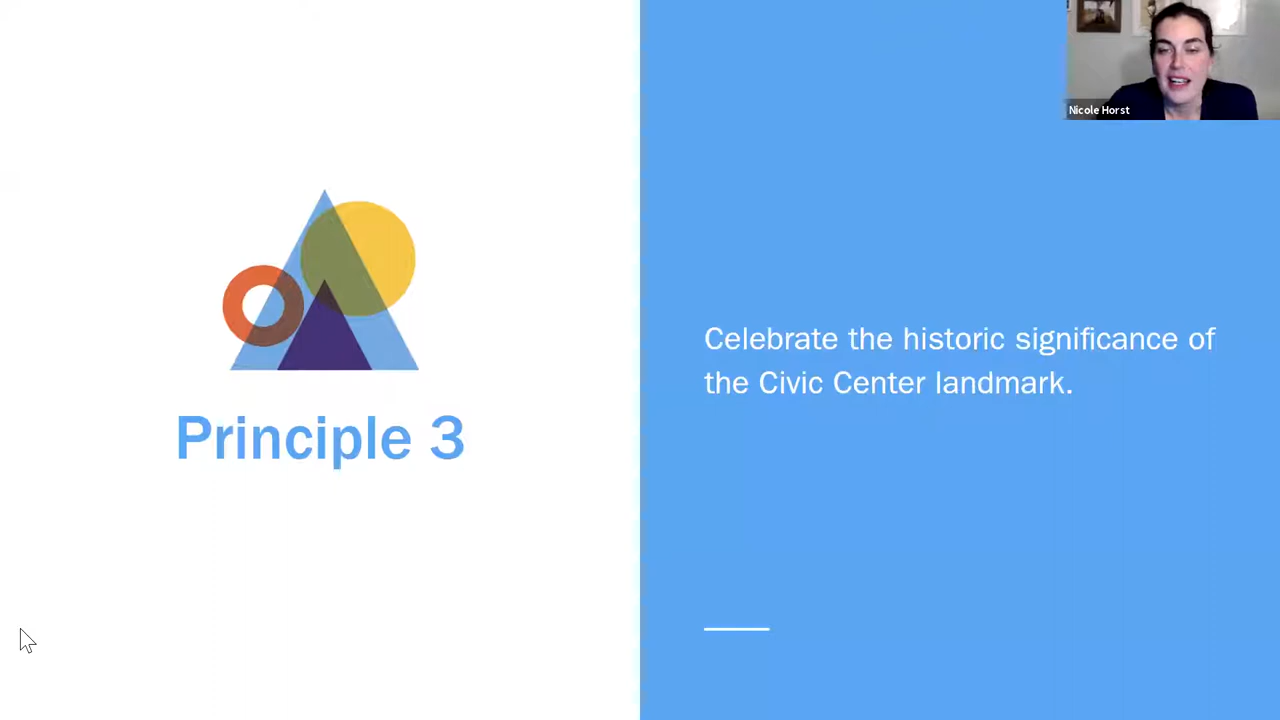 Nicole Horst
Principle 3
Celebrate the historic significance of
the Civic Center landmark.